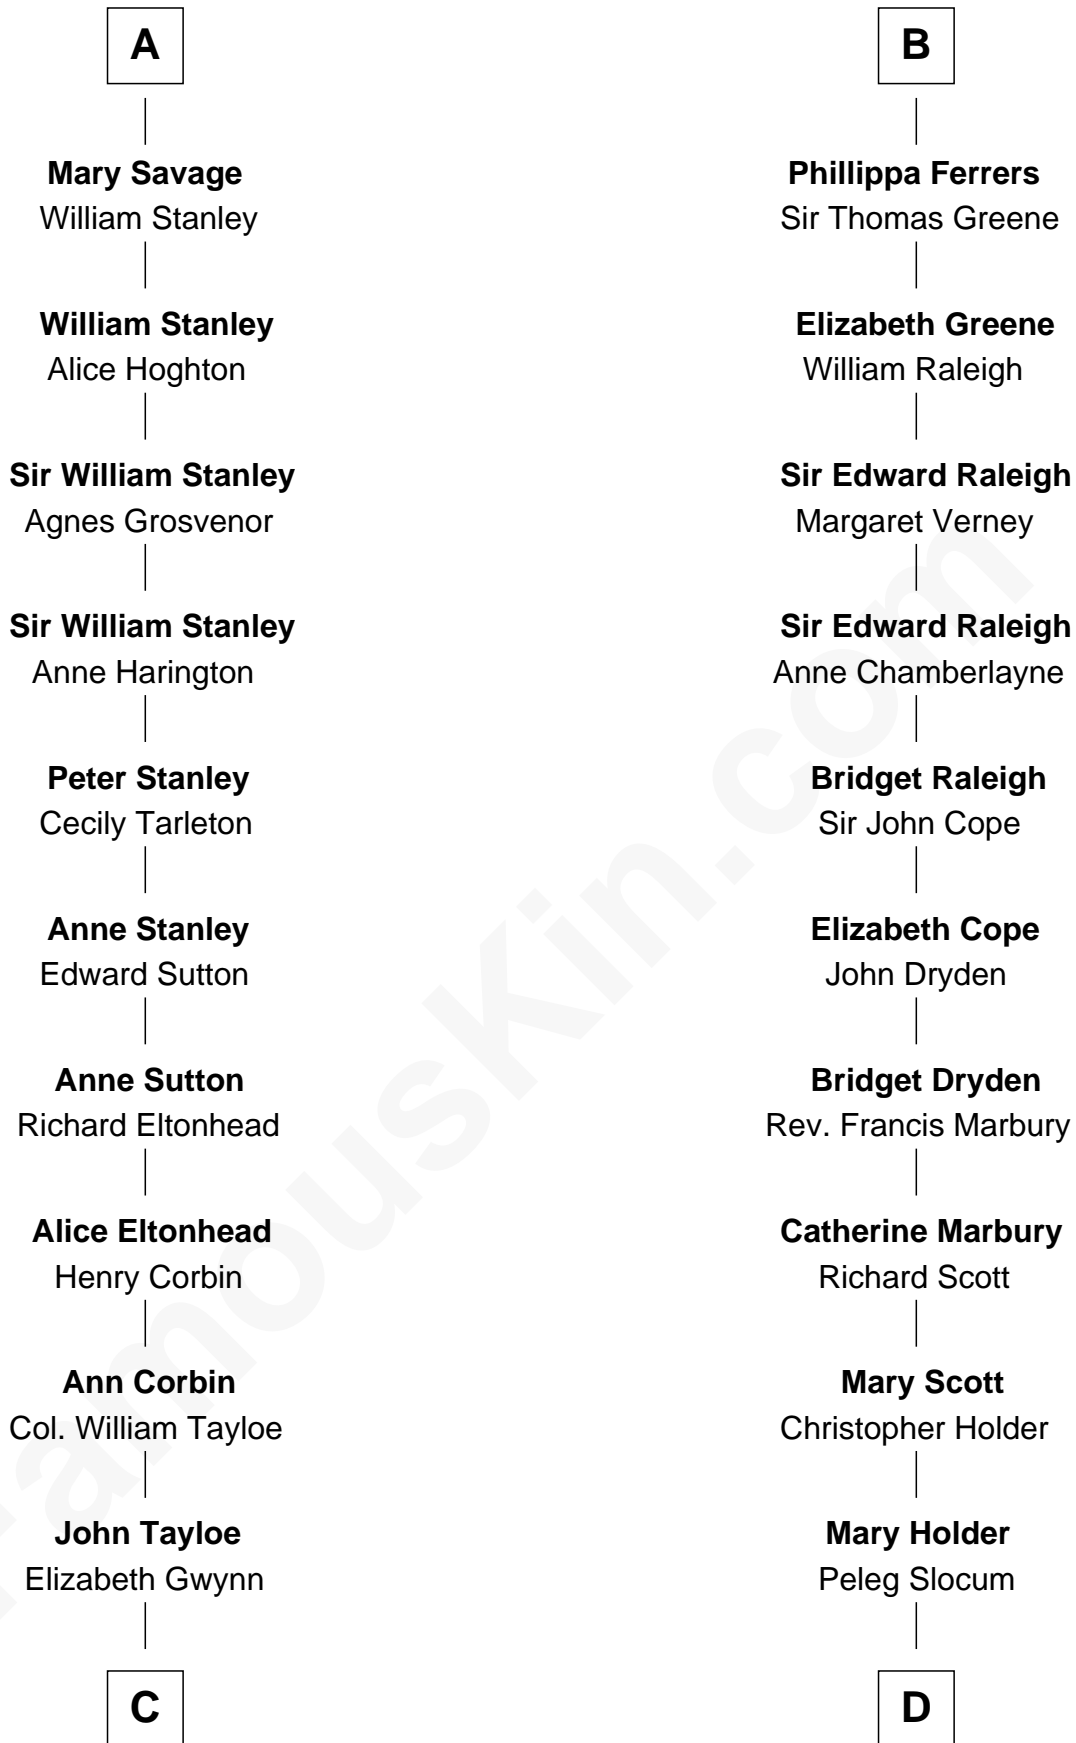 A
Mary Savage
William Stanley
William Stanley
Alice Hoghton
Sir William Stanley
Agnes Grosvenor
Sir William Stanley
Anne Harington
Peter Stanley
Cecily Tarleton
Anne Stanley
Edward Sutton
Anne Sutton
Richard Eltonhead
Alice Eltonhead
Henry Corbin
Ann Corbin
Col. William Tayloe
John Tayloe
Elizabeth Gwynn
C
B
Phillippa Ferrers
Sir Thomas Greene
Elizabeth Greene
William Raleigh
Sir Edward Raleigh
Margaret Verney
Sir Edward Raleigh
Anne Chamberlayne
Bridget Raleigh
Sir John Cope
Elizabeth Cope
John Dryden
Bridget Dryden
Rev. Francis Marbury
Catherine Marbury
Richard Scott
Mary Scott
Christopher Holder
Mary Holder
Peleg Slocum
D
FamousKin.com